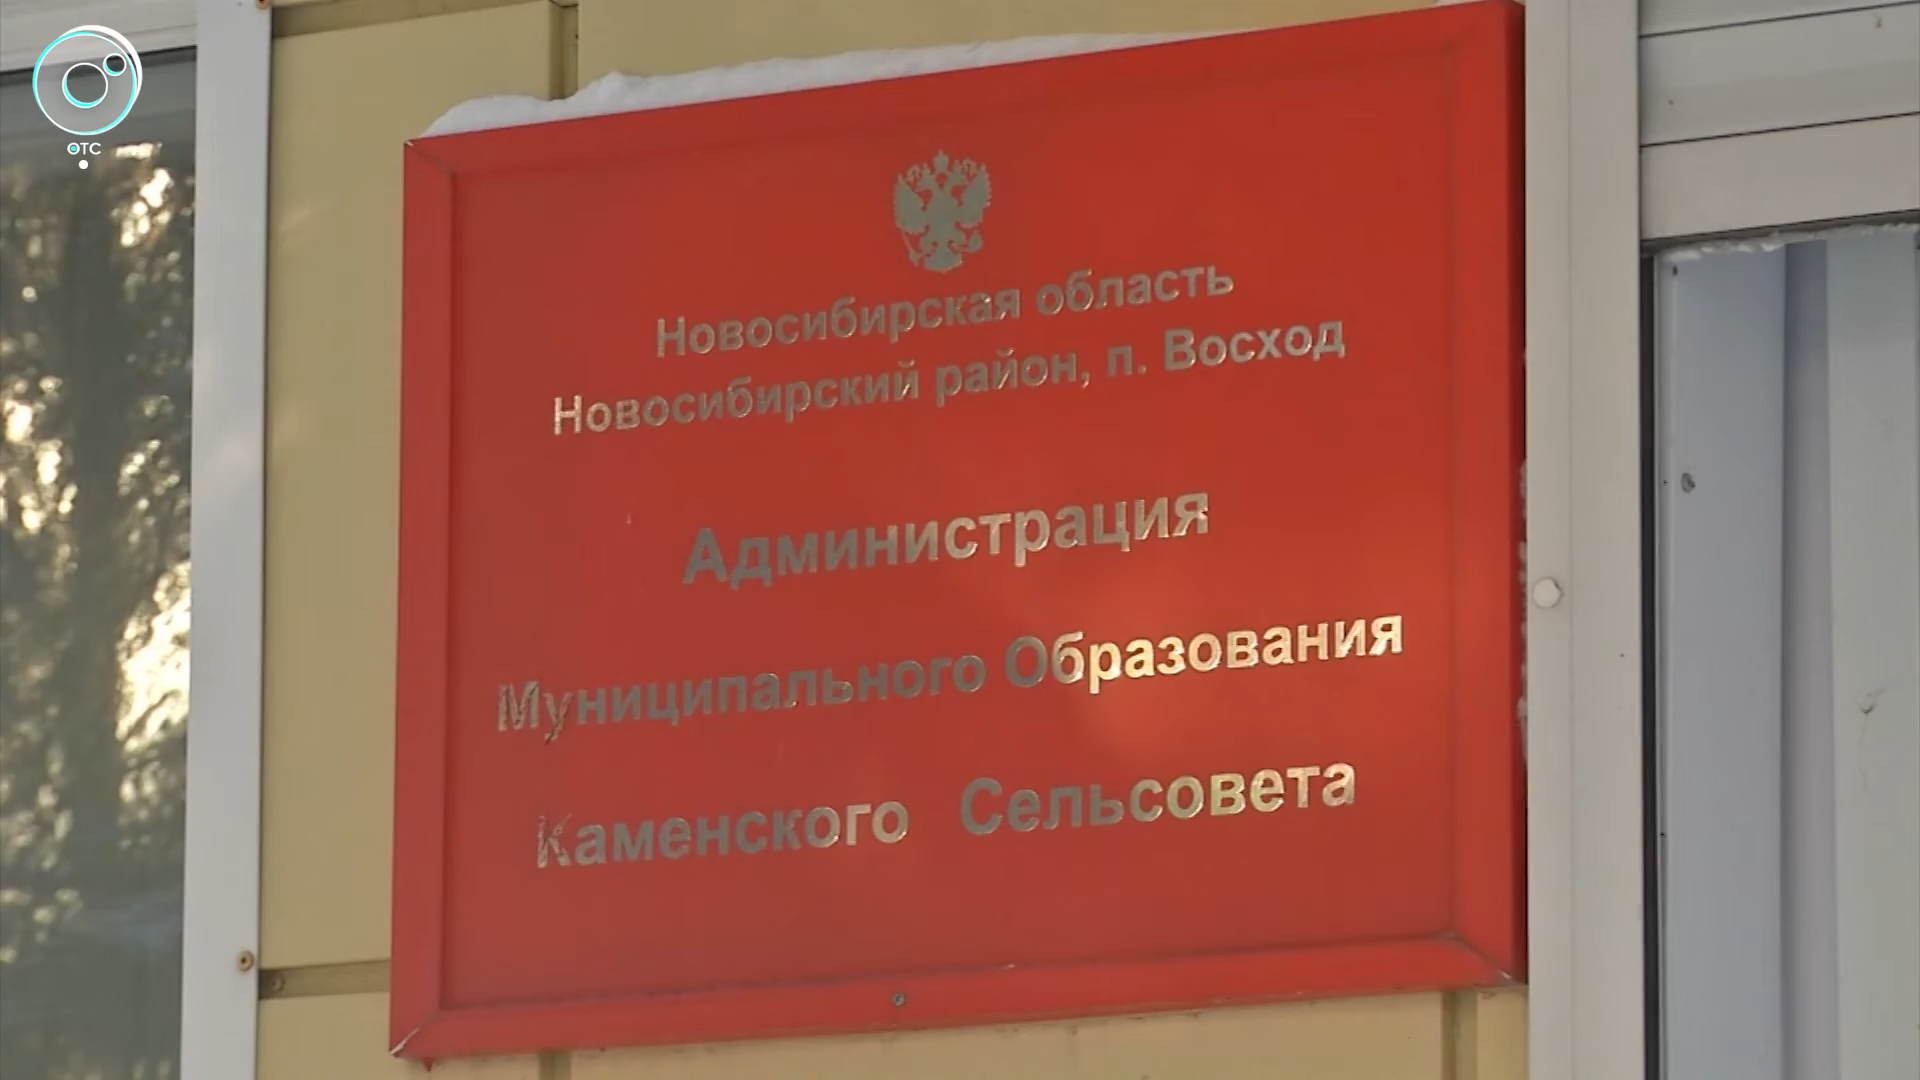 ОТС
Новосибирская область
Новосибирский район, п. Восход
Администрация
Муниципального Образования
Каменского Сельсовета